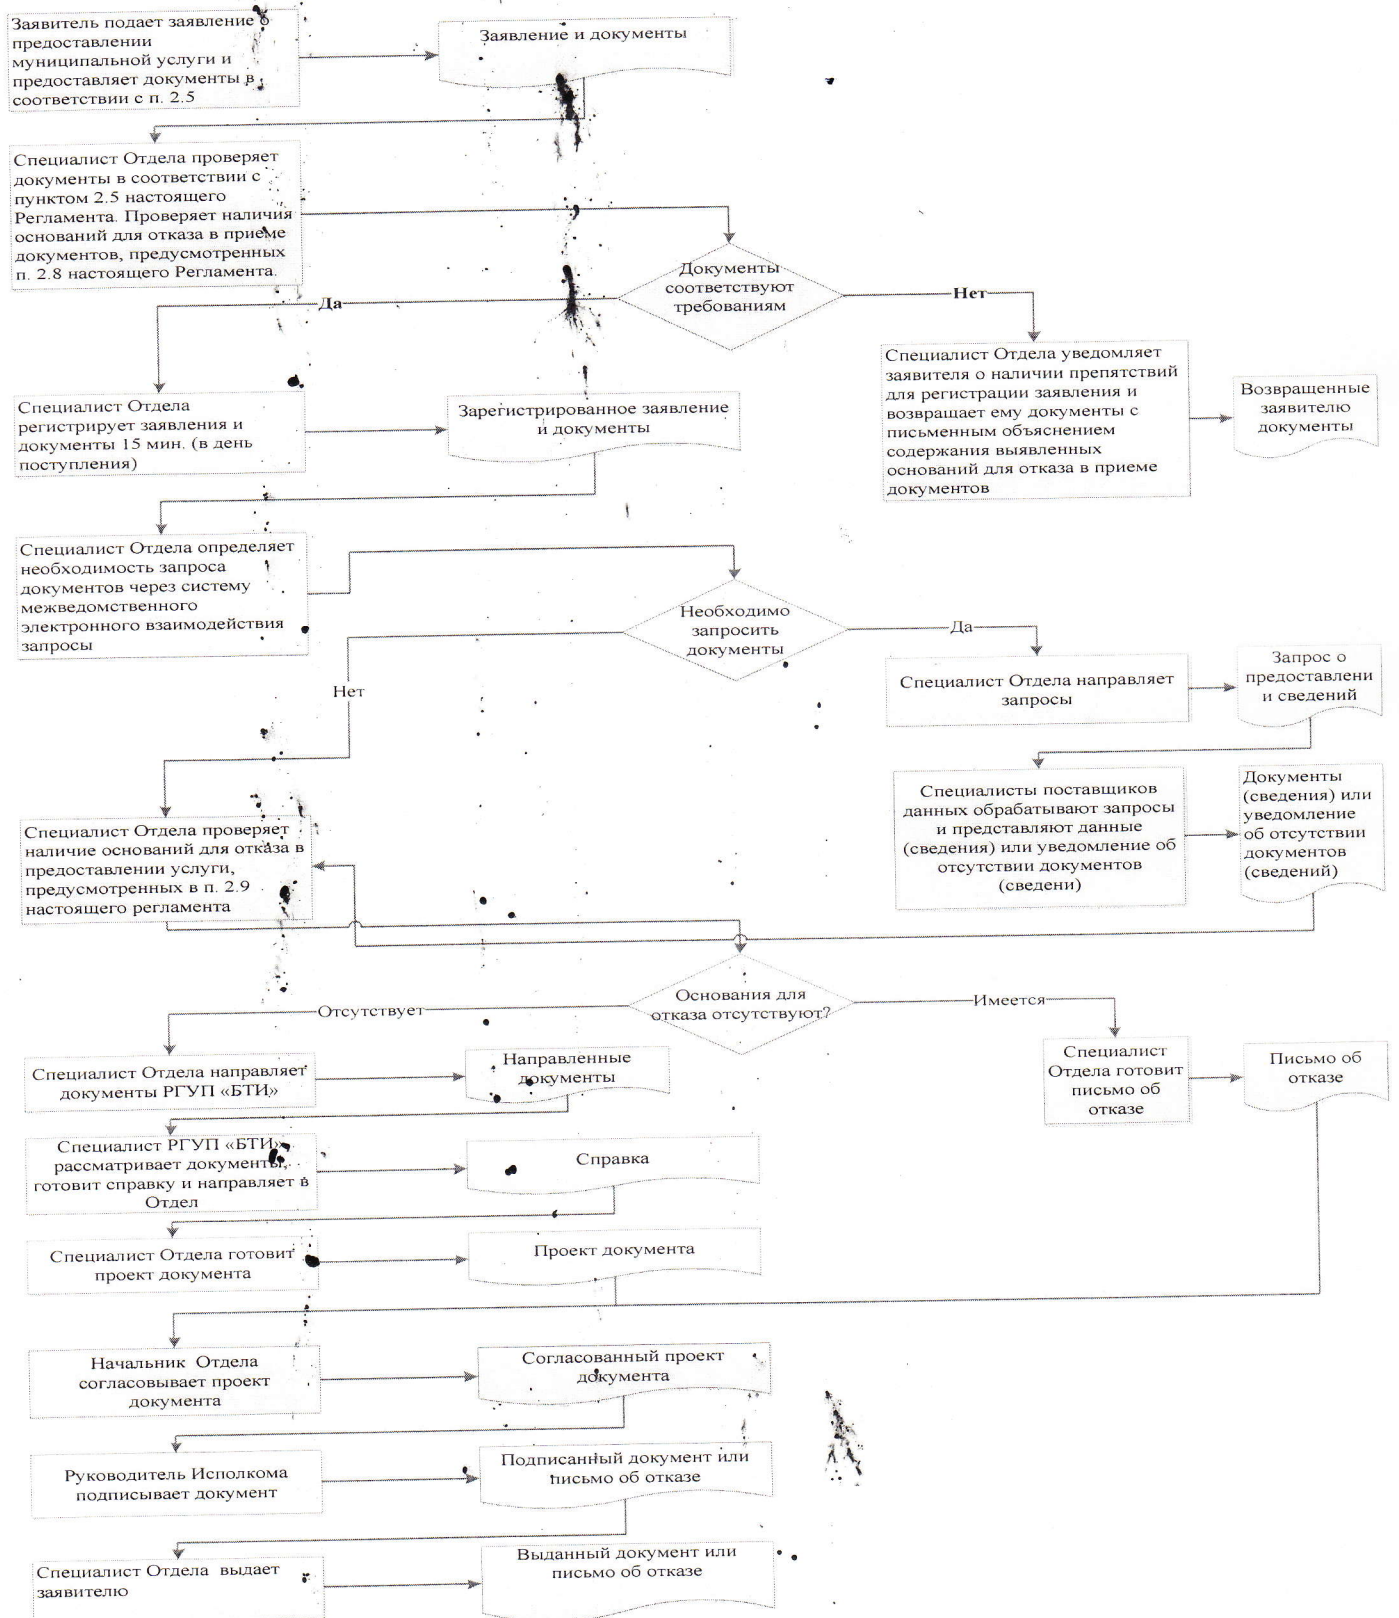 Заявитель подает заявление о
предоставлении
муниципальной услуги и
предоставляет документы в
соответствии с п. 2.5
Заявление и документы
Специалист Отдела проверяет
документы в соответствии с
пунктом 2.5 настоящего
Регламента. Проверяет наличия
оснований для отказа в приеме
документов, предусмотренных
п. 2.8 настоящего Регламента.
Документы
соответствуют
требованиям
Да
Нет
Специалист Отдела
регистрирует заявления и
документы 15 мин. (в день
поступления)
Зарегистрированное заявление
и документы
Специалист Отдела уведомляет
заявителя о наличии препятствий
для регистрации заявления и
возвращает ему документы с
письменным объяснением
содержания выявленных
оснований для отказа в приеме
документов
Возвращенные
заявителю
документы
Специалист Отдела определяет
необходимость запроса
документов через систему
межведомственного
электронного взаимодействия
запросы
Необходимо
запросить
документы
Да
Нет
Специалист Отдела направляет
запросы
Запрос о
предоставлени
и сведений
Специалисты поставщиков
данных обрабатывают запросы
и представляют данные
(сведения) или уведомление об
отсутствии документов
(сведени)
Документы
(сведения) или
уведомление
об отсутствии
документов
(сведений)
Специалист Отдела проверяет
наличие оснований для отказа в
предоставлении услуги,
предусмотренных в п. 2.9
настоящего регламента
Основания для
отказа отсутствуют?
Отсутствует
Имеется
Специалист Отдела направляет
документы РГУП «БТИ»
Направленные
документы
Специалист
Отдела готовит
письмо об
отказе
Письмо об
отказе
Специалист РГУП «БТИ»
рассматривает документы,
готовит справку и направляет в
Отдел
Справка
Специалист Отдела готовит
проект документа
Проект документа
Начальник Отдела
согласовывает проект
документа
Согласованный проект
документа
Руководитель Исполкома
подписывает документ
Подписанный документ или
письмо об отказе
Специалист Отдела выдает
заявителю
Выданный документ или
письмо об отказе